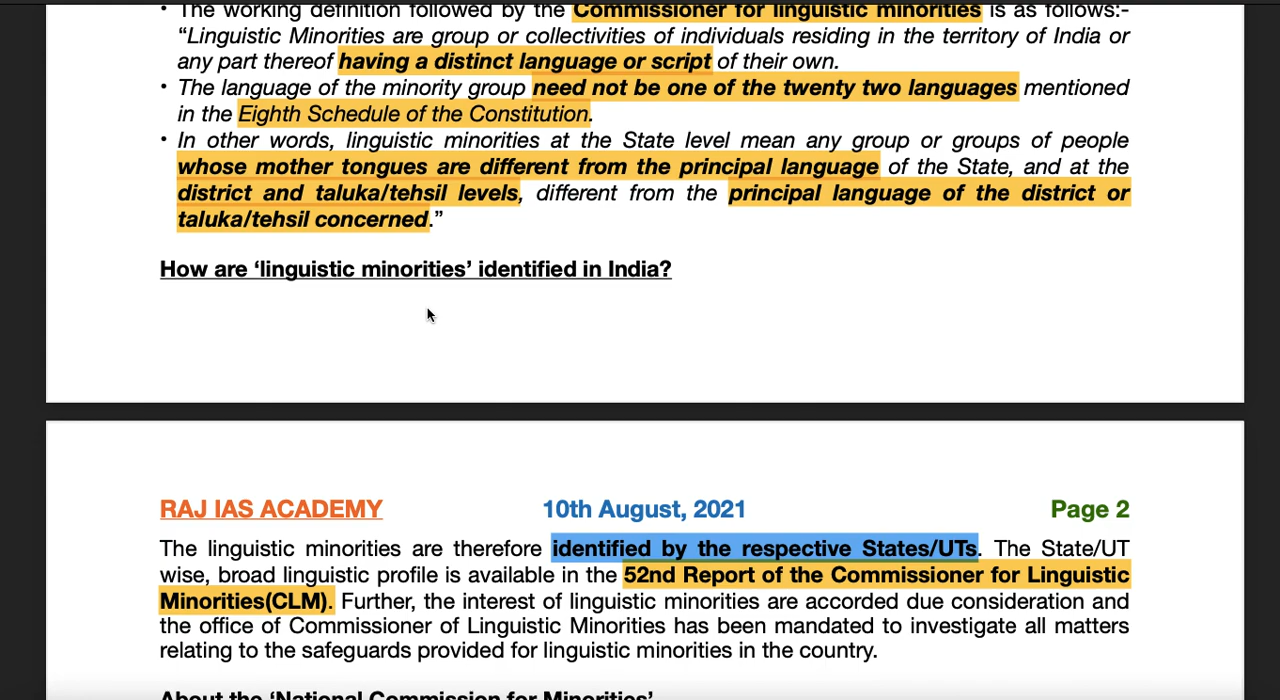 • The working definition followed by the Commissioner for linguistic minorities is as follows:-
“Linguistic Minorities are group or collectivities of individuals residing in the territory of India or
any part thereof having a distinct language or script of their own.
• The language of the minority group need not be one of the twenty two languages mentioned
in the Eighth Schedule of the Constitution.
• In other words, linguistic minorities at the State level mean any group or groups of people
whose mother tongues are different from the principal language of the State, and at the
district and taluka/tehsil levels, different from the principal language of the district or
taluka/tehsil concerned.”
How are ‘linguistic minorities’ identified in India?
RAJ IAS ACADEMY 10th August, 2021 Page 2
The linguistic minorities are therefore identified by the respective States/UTs. The State/UT
wise, broad linguistic profile is available in the 52nd Report of the Commissioner for Linguistic
Minorities(CLM). Further, the interest of linguistic minorities are accorded due consideration and
the office of Commissioner of Linguistic Minorities has been mandated to investigate all matters
relating to the safeguards provided for linguistic minorities in the country.
About the ‘National Commission for Minorities’